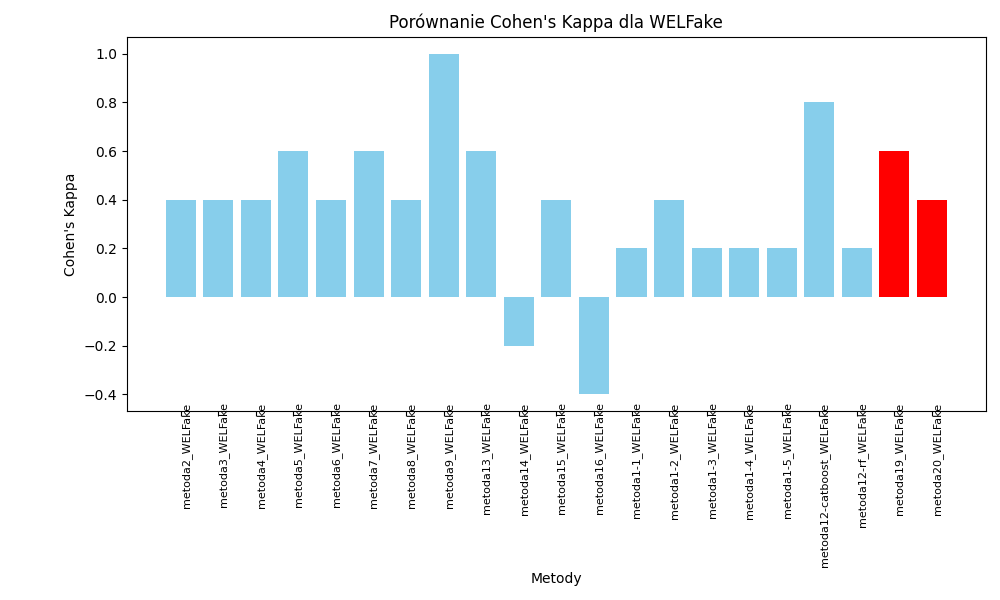 Porównanie Cohen's Kappa dla WELFake
Cohen's Kappa
1.0
0.8
0.6
0.4
0.2
0.0
−0.2
−0.4
metoda2_WELFake
metoda3_WELFake
metoda4_WELFake
metoda5_WELFake
metoda6_WELFake
metoda7_WELFake
metoda8_WELFake
metoda9_WELFake
metoda13_WELFake
metoda14_WELFake
metoda15_WELFake
metoda16_WELFake
metoda1-1_WELFake
metoda1-2_WELFake
metoda1-3_WELFake
metoda1-4_WELFake
metoda1-5_WELFake
metoda12-catboost_WELFake
metoda12-rf_WELFake
metoda19_WELFake
metoda20_WELFake
Metody